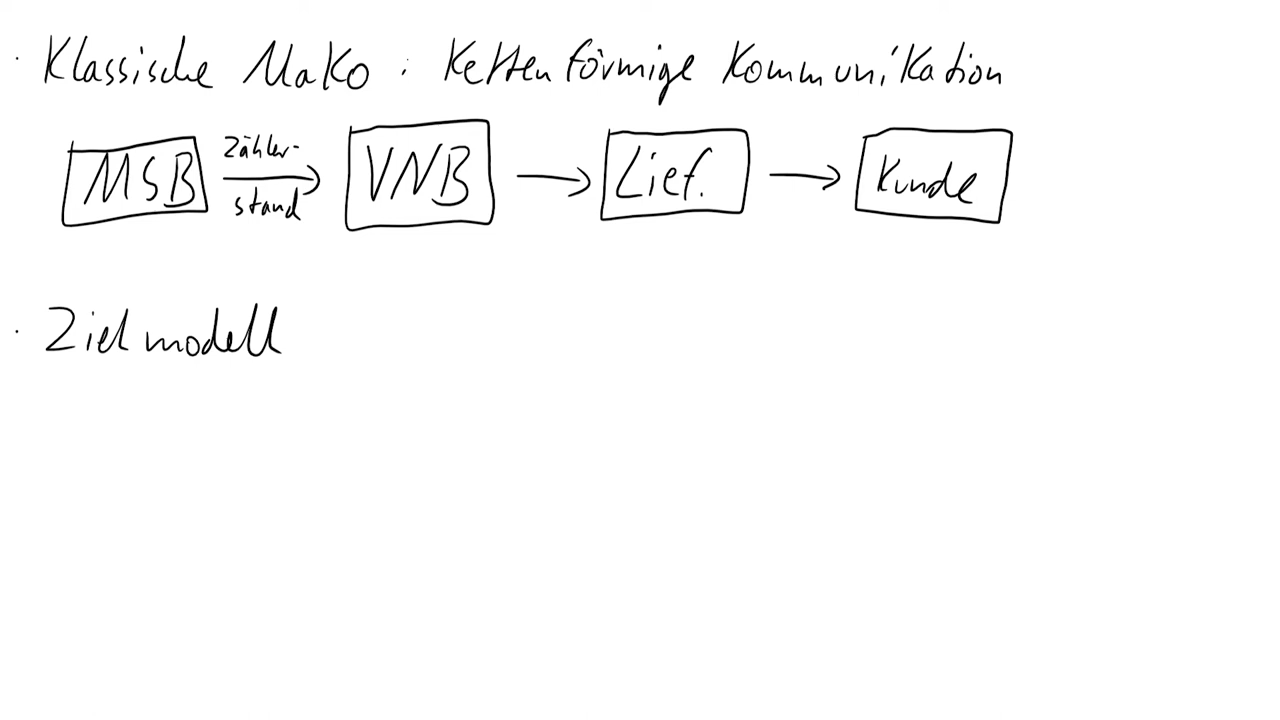 · Klassische MaKo : Kettenförmige Kommunikation
MSB Zähler- VNB Lief. Kunde
stand
· Zielmodell